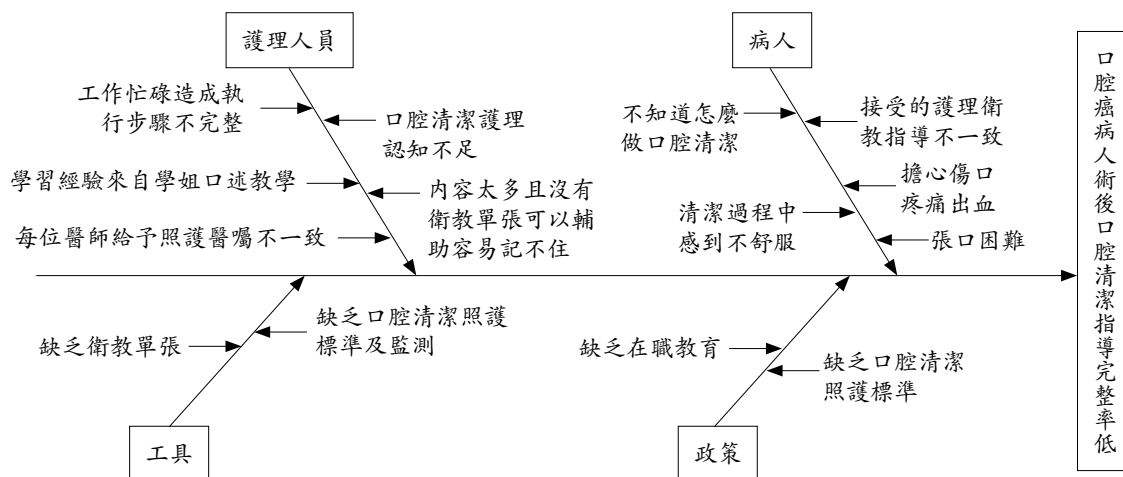 護理人員
工作忙碌造成執
行步驟不完整
口腔清潔護理
認知不足
學習經驗來自學姐口述教學
內容太多且沒有
衛教單張可以輔
助容易記不住
每位醫師給予照護醫囑不一致
病人
不知道怎麼
做口腔清潔
接受的護理衛
教指導不一致
擔心傷口
疼痛出血
清潔過程中
感到不舒服
張口困難
口腔癌病人術後口腔清潔指導完整率低
缺乏口腔清潔照護
標準及監測
缺乏衛教單張
工具
缺乏在職教育
缺乏口腔清潔
照護標準
政策